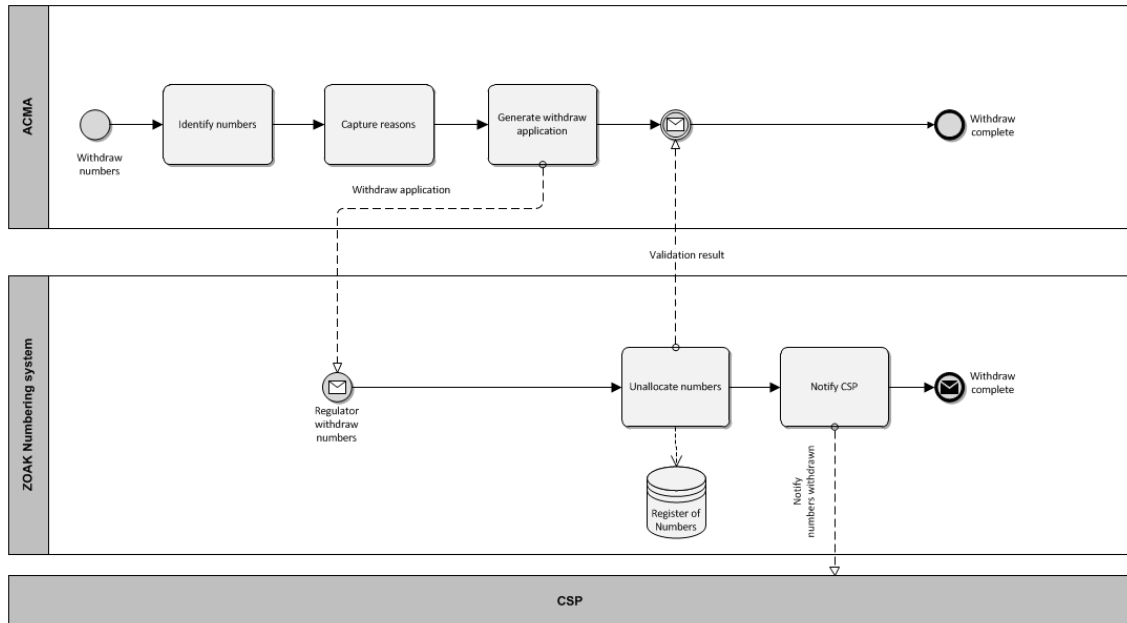 ACMA
Withdraw
numbers
Identify numbers
Capture reasons
Generate withdraw
application
Withdraw
complete
Withdraw application
Validation result
ZOAK Numbering system
Regulator
withdraw
numbers
Unallocate numbers
Notify CSP
Withdraw
complete
Register of
Numbers
Notify
numbers withdrawn
CSP